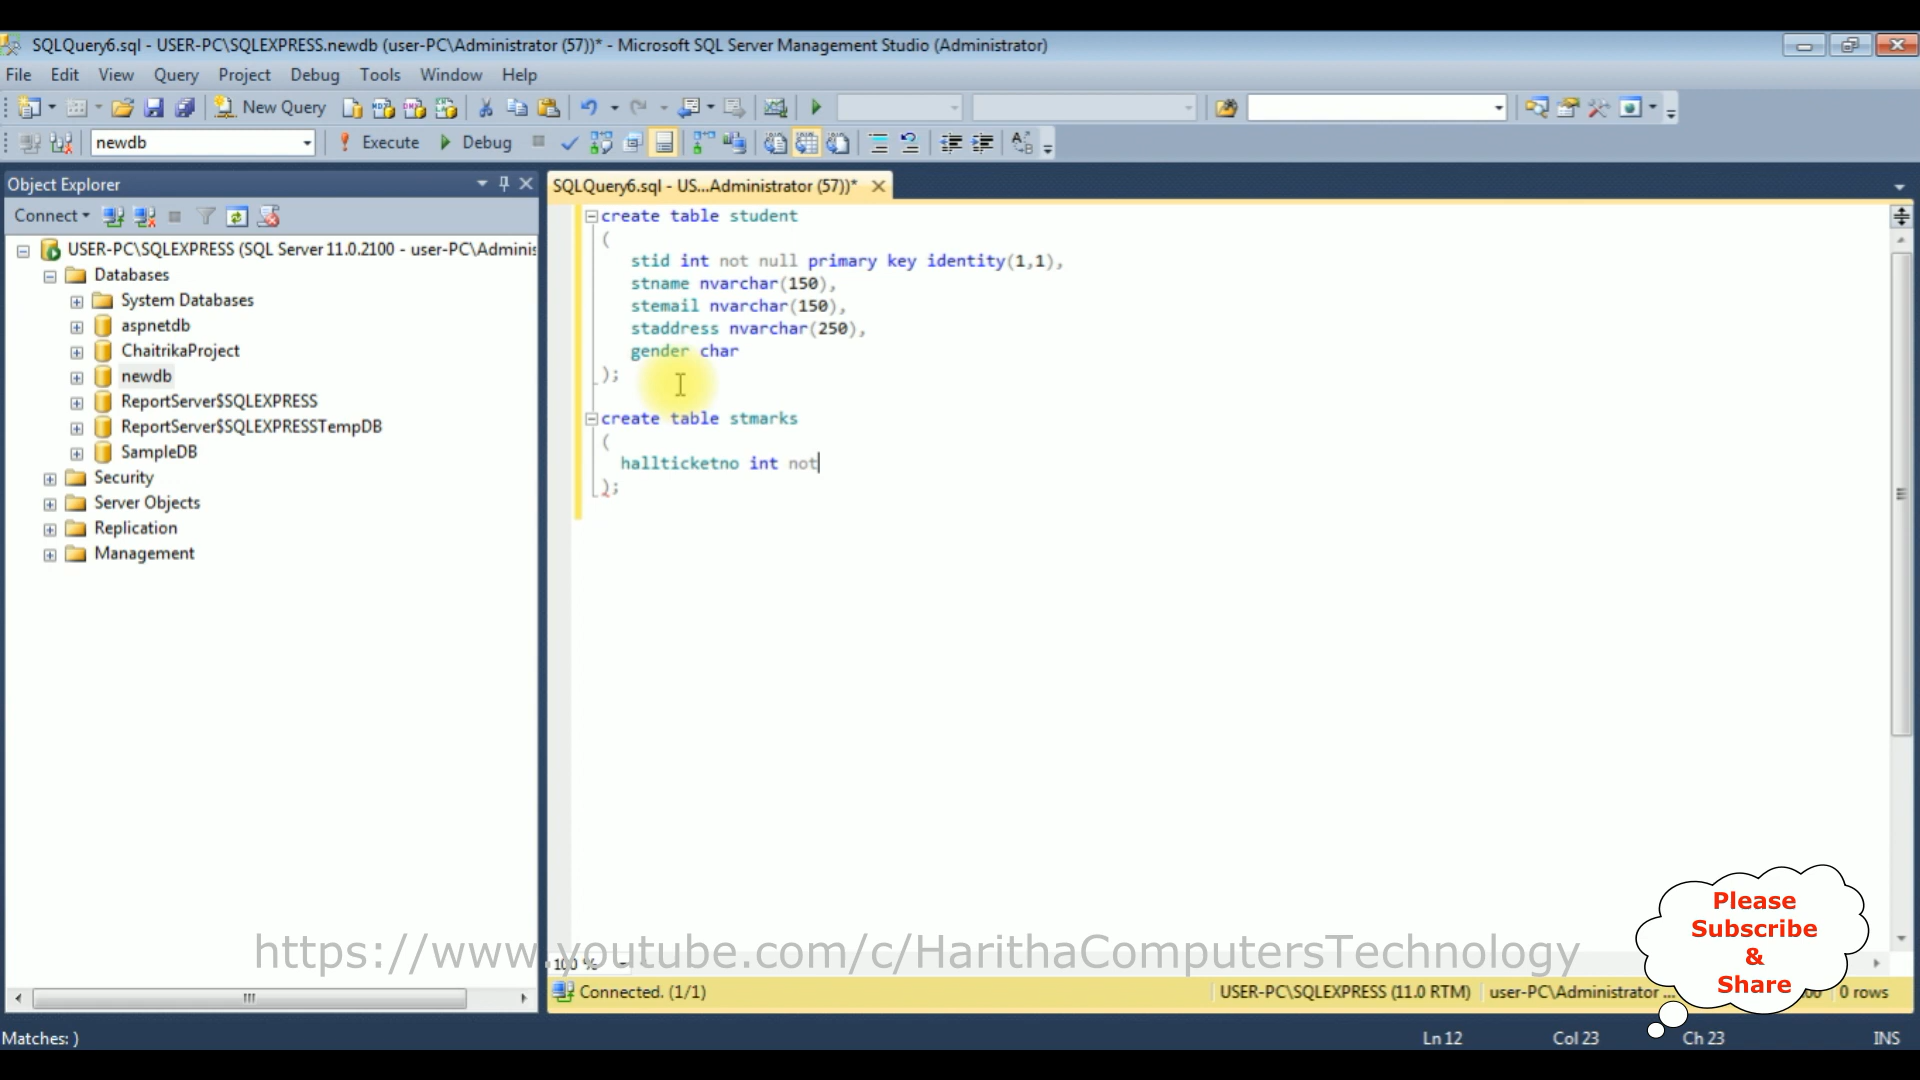 SQLQuery6.sql - USER-PC\SQLEXPRESS.newdb (user-PC\Administrator (57))* - Microsoft SQL Server Management Studio (Administrator)
File Edit View Query Project Debug Tools Window Help
New Query
newdb Execute Debug
Object Explorer
SQLQuery6.sql - US...Administrator (57))*
Connect
USER-PC\SQLEXPRESS (SQL Server 11.0.2100 - user-PC\Adminis
Databases
System Databases
aspnetdb
ChaitrikaProject
newdb
ReportServer$SQLEXPRESS
ReportServer$SQLEXPRESSTempDB
SampleDB
Security
Server Objects
Replication
Management
create table student
(
stid int not null primary key identity(1,1),
stname nvarchar(150),
stemail nvarchar(150),
staddress nvarchar(250),
gender char
);
create table stmarks
(
hallticketno int not
);
Please
Subscribe
&
Share
https://www.youtube.com/c/HarithaComputersTechnology
100 %
Connected. (1/1) USER-PC\SQLEXPRESS (11.0 RTM) user-PC\Administrator ... 0 rows
Matches: ) Ln 12 Col 23 Ch 23 INS